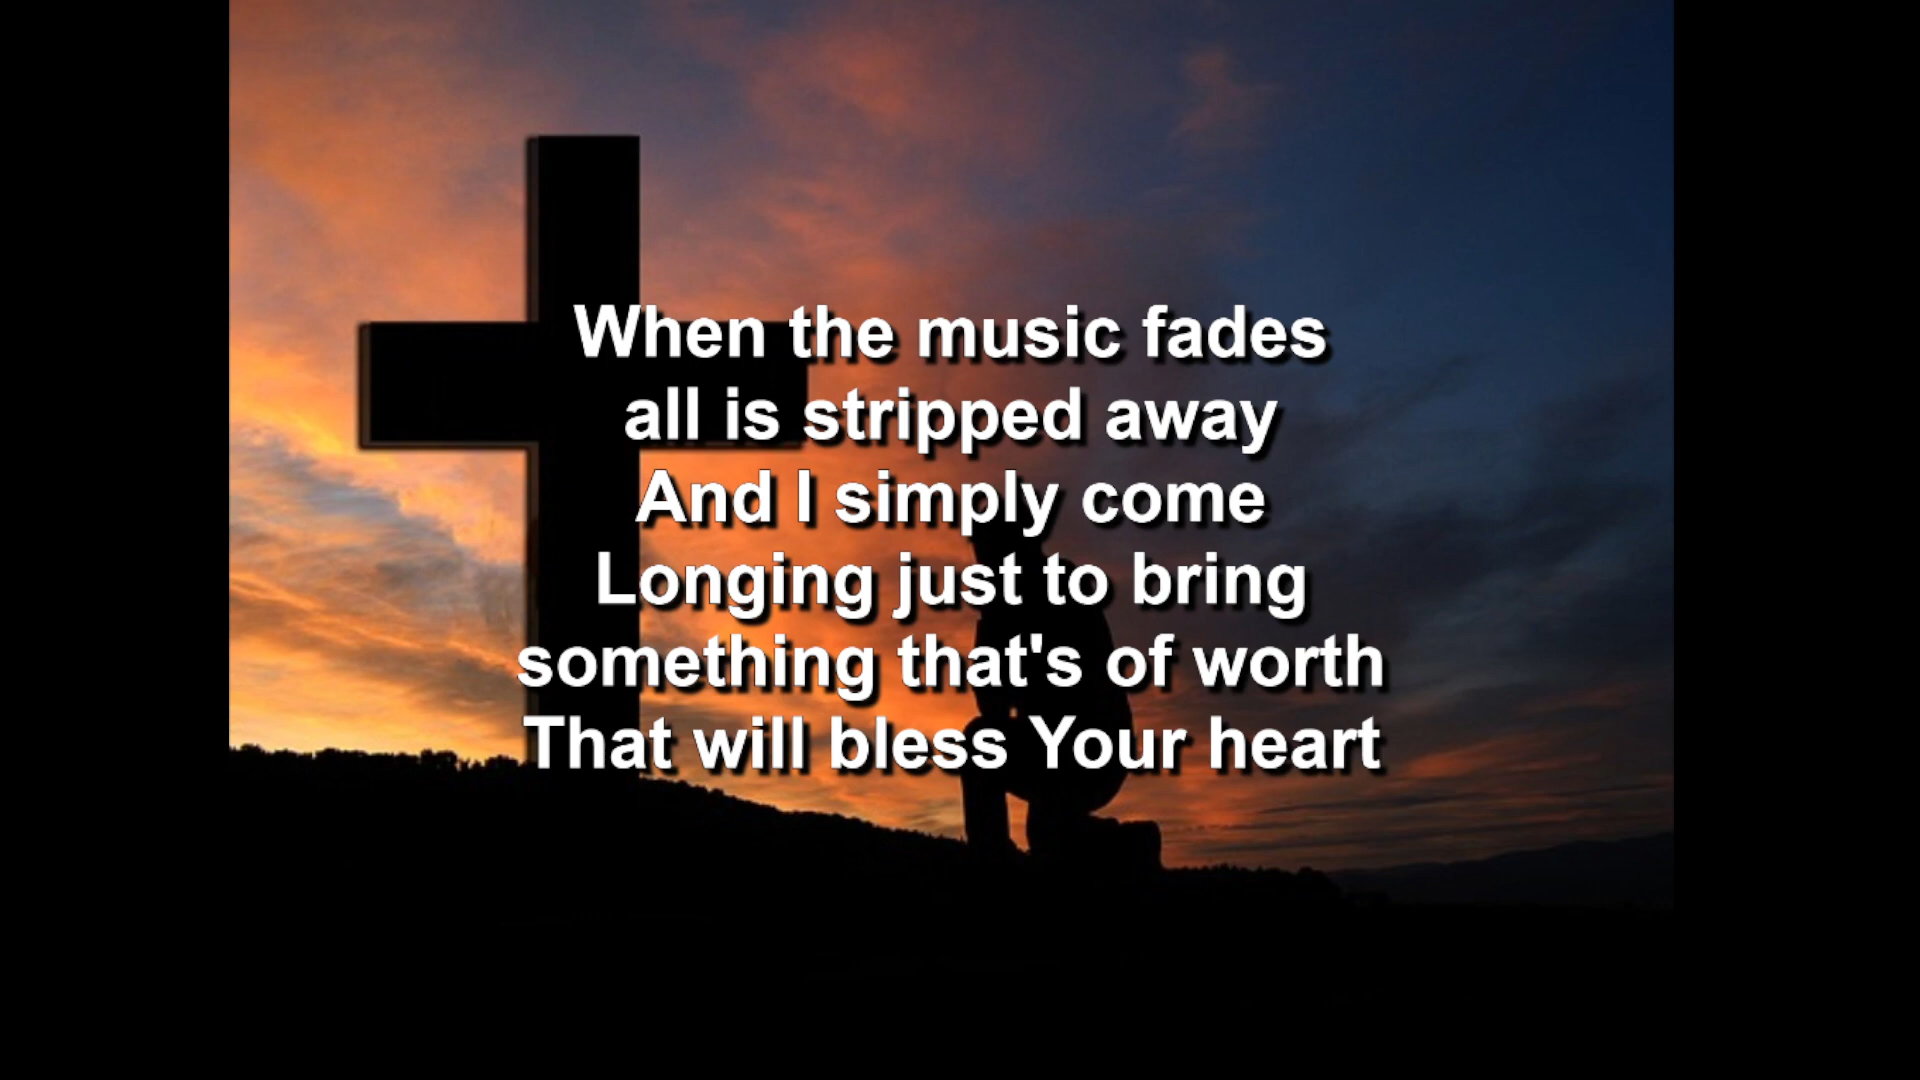 When the music fades
all is stripped away
And I simply come
Longing just to bring
something that's of worth
That will bless Your heart